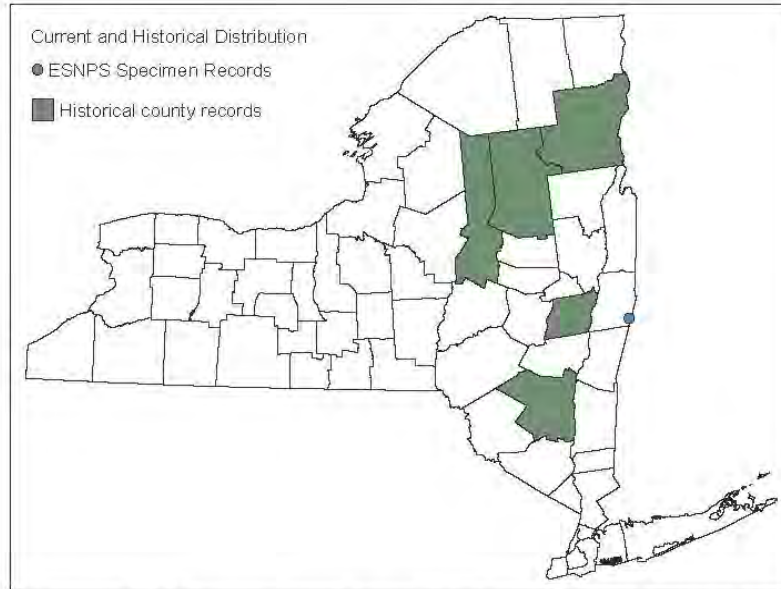 Current and Historical Distribution
ESNPS Specimen Records
Historical county records